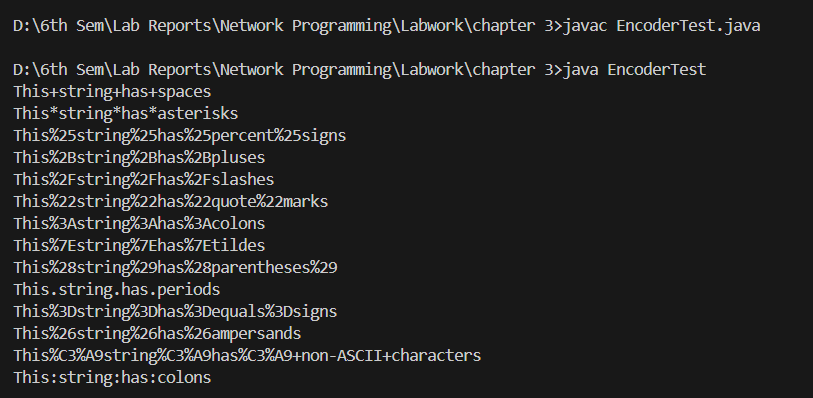 D:\6th Sem\Lab Reports\Network Programming\Labwork\chapter 3>javac EncoderTest.java
D:\6th Sem\Lab Reports\Network Programming\Labwork\chapter 3>java EncoderTest
This+string+has+spaces
This*string*has*asterisks
This%25string%25has%25percent%25signs
This%2Bstring%2Bhas%2Bpluses
This%2Fstring%2Fhas%2Fslashes
This%22string%22has%22quote%22marks
This%3Astring%3Ahas%3Acolons
This%7Estring%7Ehas%7Etildes
This%28string%29has%28parentheses%29
This.string.has.periods
This%3Dstring%3Dhas%3Dequals%3Dsigns
This%26string%26has%26ampersands
This%C3%A9string%C3%A9has%C3%A9+non-ASCII+characters
This:string:has:colons